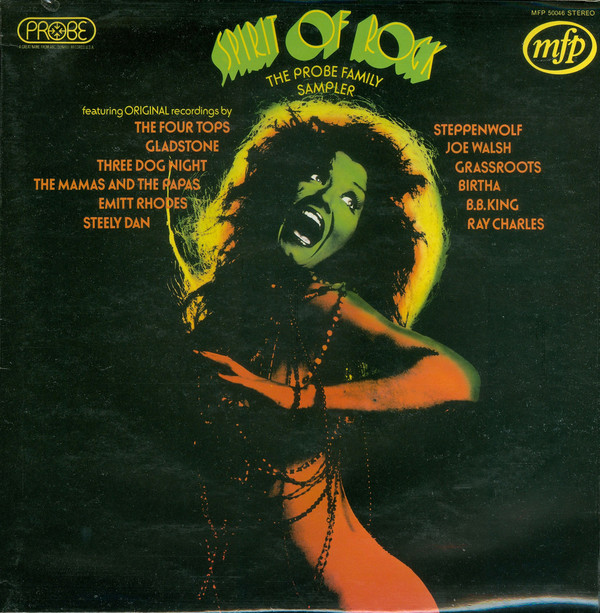 PROBE
MFP 50046 STEREO
mfp
SPIRIT OF ROCK
THE PROBE FAMILY
SAMPLER
featuring ORIGINAL recordings by
THE FOUR TOPS
GLADSTONE
THREE DOG NIGHT
THE MAMAS AND THE PAPAS
EMITT RHODES
STEELY DAN
STEPPENWOLF
JOE WALSH
GRASSROOTS
BIRTHA
B.B.KING
RAY CHARLES